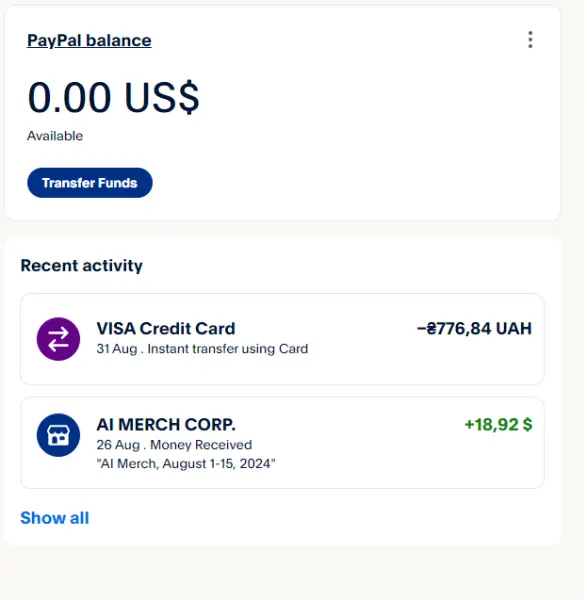 PayPal balance
0.00 US$
Available
Transfer Funds
Recent activity
VISA Credit Card
−₴776,84 UAH
31 Aug . Instant transfer using Card
AI MERCH CORP.
+18,92 $
26 Aug . Money Received
"AI Merch, August 1-15, 2024"
Show all